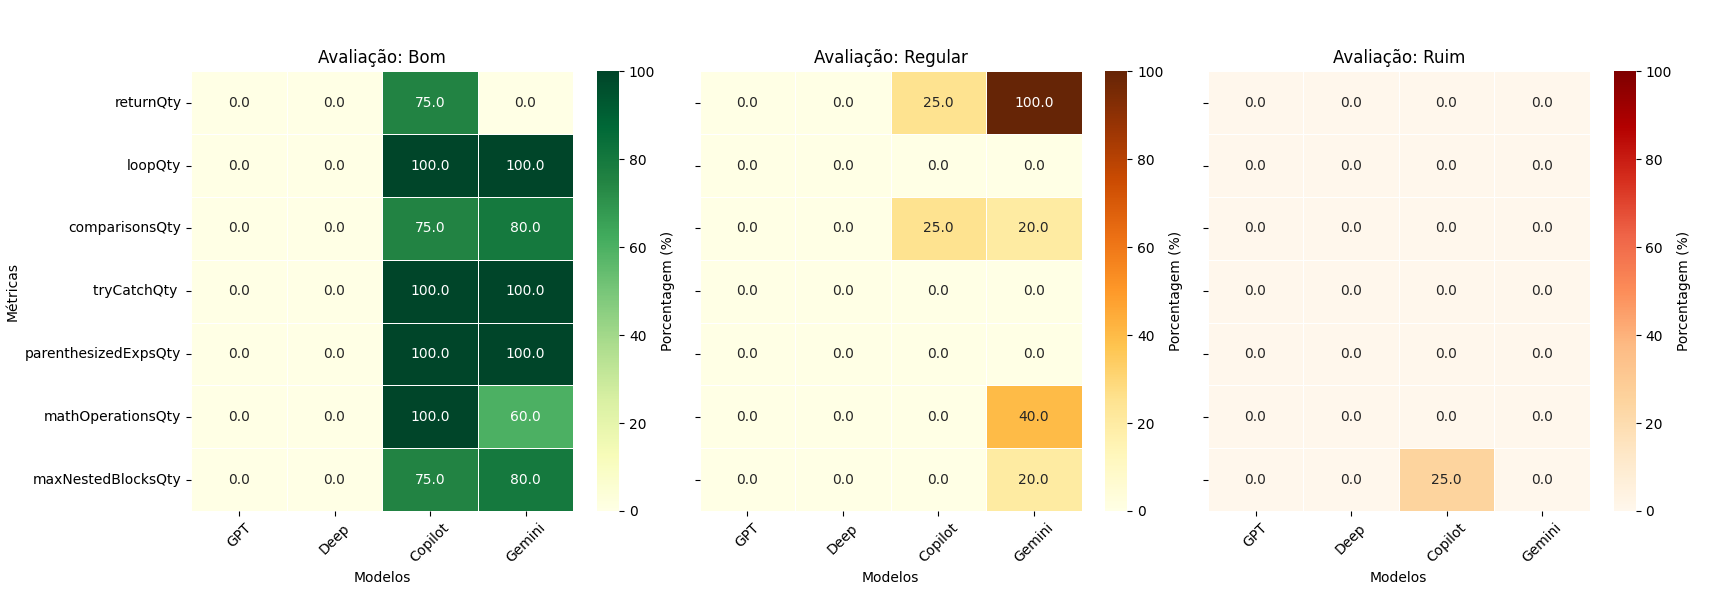 Avaliação: Bom
Métricas
returnQty 0.0 0.0 75.0 0.0
loopQty 0.0 0.0 100.0 100.0
comparisonsQty 0.0 0.0 75.0 80.0
tryCatchQty 0.0 0.0 100.0 100.0
parenthesizedExpsQty 0.0 0.0 100.0 100.0
mathOperationsQty 0.0 0.0 100.0 60.0
maxNestedBlocksQty 0.0 0.0 75.0 80.0
GPT Deep Copilot Gemini
Modelos
100
80
60
40
20
0
Porcentagem (%)
Avaliação: Regular
0.0 0.0 25.0 100.0
0.0 0.0 0.0 0.0
0.0 0.0 25.0 20.0
0.0 0.0 0.0 0.0
0.0 0.0 0.0 0.0
0.0 0.0 0.0 40.0
0.0 0.0 0.0 20.0
GPT Deep Copilot Gemini
Modelos
100
80
60
40
20
0
Porcentagem (%)
Avaliação: Ruim
0.0 0.0 0.0 0.0
0.0 0.0 0.0 0.0
0.0 0.0 0.0 0.0
0.0 0.0 0.0 0.0
0.0 0.0 0.0 0.0
0.0 0.0 0.0 0.0
0.0 0.0 25.0 0.0
GPT Deep Copilot Gemini
Modelos
100
80
60
40
20
0
Porcentagem (%)